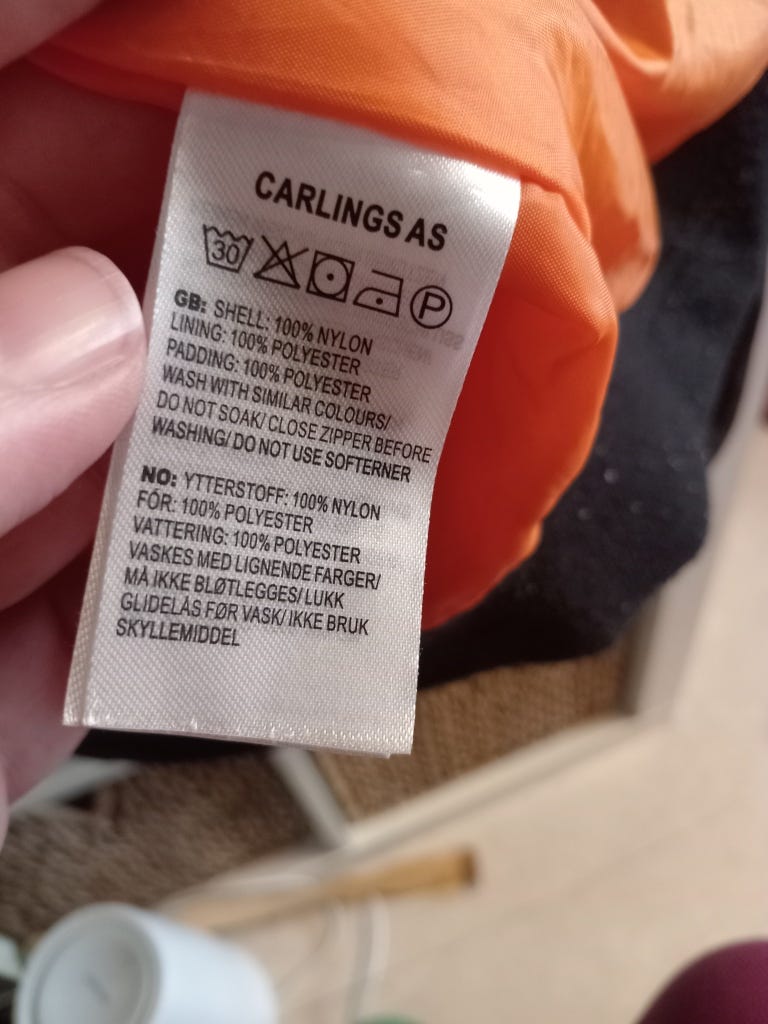 CARLINGS AS
30 P
GB: SHELL: 100% NYLON
LINING: 100% POLYESTER
PADDING: 100% POLYESTER
WASH WITH SIMILAR COLOURS/
DO NOT SOAK/ CLOSE ZIPPER BEFORE
WASHING/ DO NOT USE SOFTERNER
NO: YTTERSTOFF: 100% NYLON
FÓR: 100% POLYESTER
VATTERING: 100% POLYESTER
VASKES MED LIGNENDE FARGER/
MÅ IKKE BLØTLEGGES/ LUKK
GLIDELÅS FØR VASK/ IKKE BRUK
SKYLLEMIDDEL